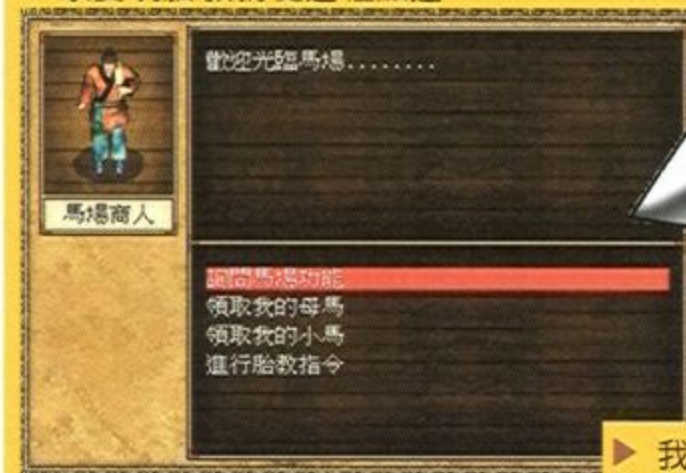 歡迎光臨馬場........
馬場商人
詢問馬場功能
領取我的母馬
領取我的小馬
進行胎教指令
我